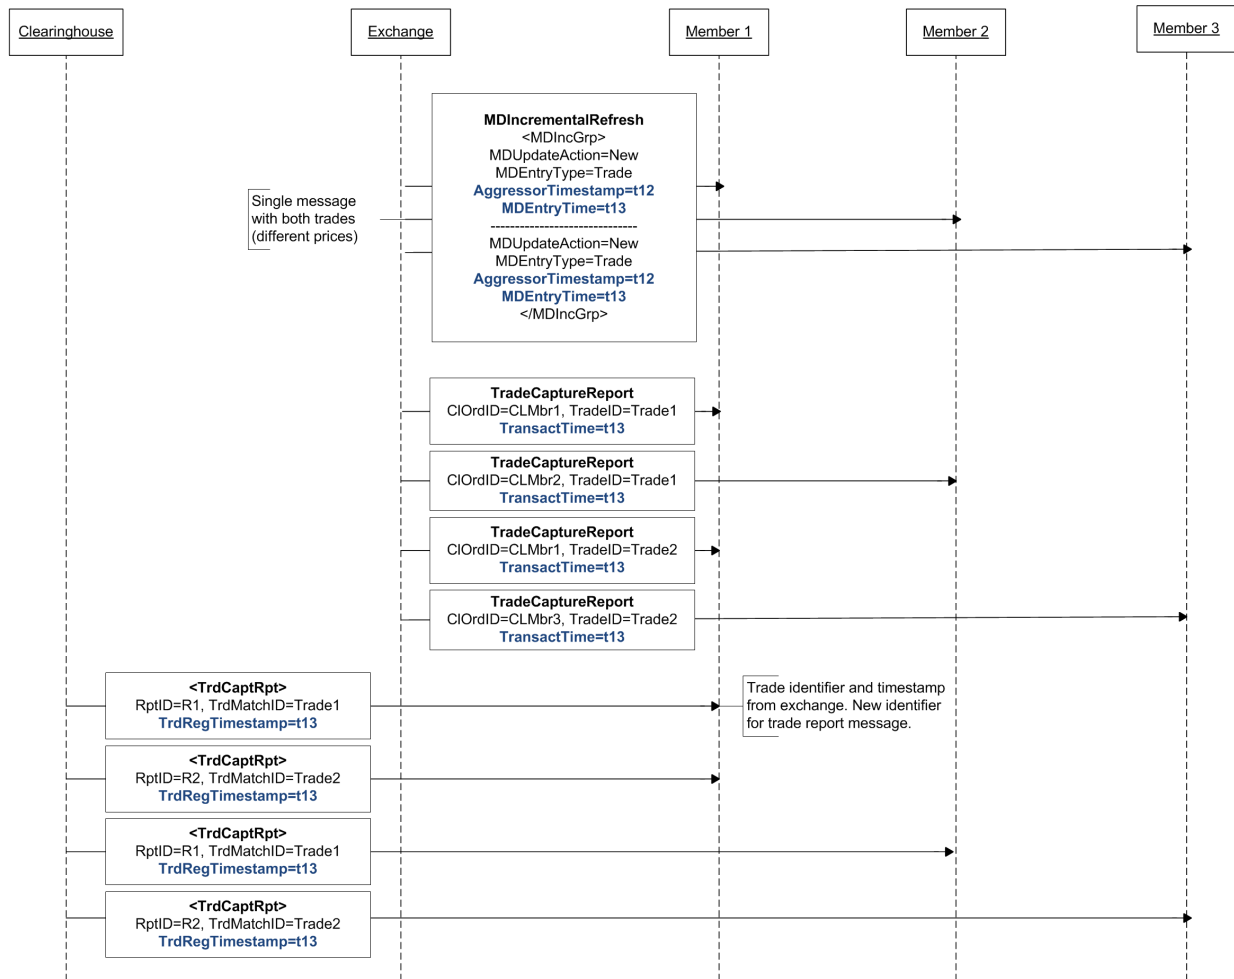 Clearinghouse
Exchange
Member 1
Member 2
Member 3
MDIncrementalRefresh
<MDIncGrp>
MDUpdateAction=New
MDEntryType=Trade
AggressorTimestamp=t12
MDEntryTime=t13
------------------------------
MDUpdateAction=New
MDEntryType=Trade
AggressorTimestamp=t12
MDEntryTime=t13
</MDIncGrp>
Single message
with both trades
(different prices)
TradeCaptureReport
ClOrdID=CLMbr1, TradeID=Trade1
TransactTime=t13
TradeCaptureReport
ClOrdID=CLMbr2, TradeID=Trade1
TransactTime=t13
TradeCaptureReport
ClOrdID=CLMbr1, TradeID=Trade2
TransactTime=t13
TradeCaptureReport
ClOrdID=CLMbr3, TradeID=Trade2
TransactTime=t13
<TrdCaptRpt>
RptID=R1, TrdMatchID=Trade1
TrdRegTimestamp=t13
Trade identifier and timestamp
from exchange. New identifier
for trade report message.
<TrdCaptRpt>
RptID=R2, TrdMatchID=Trade2
TrdRegTimestamp=t13
<TrdCaptRpt>
RptID=R1, TrdMatchID=Trade1
TrdRegTimestamp=t13
<TrdCaptRpt>
RptID=R2, TrdMatchID=Trade2
TrdRegTimestamp=t13